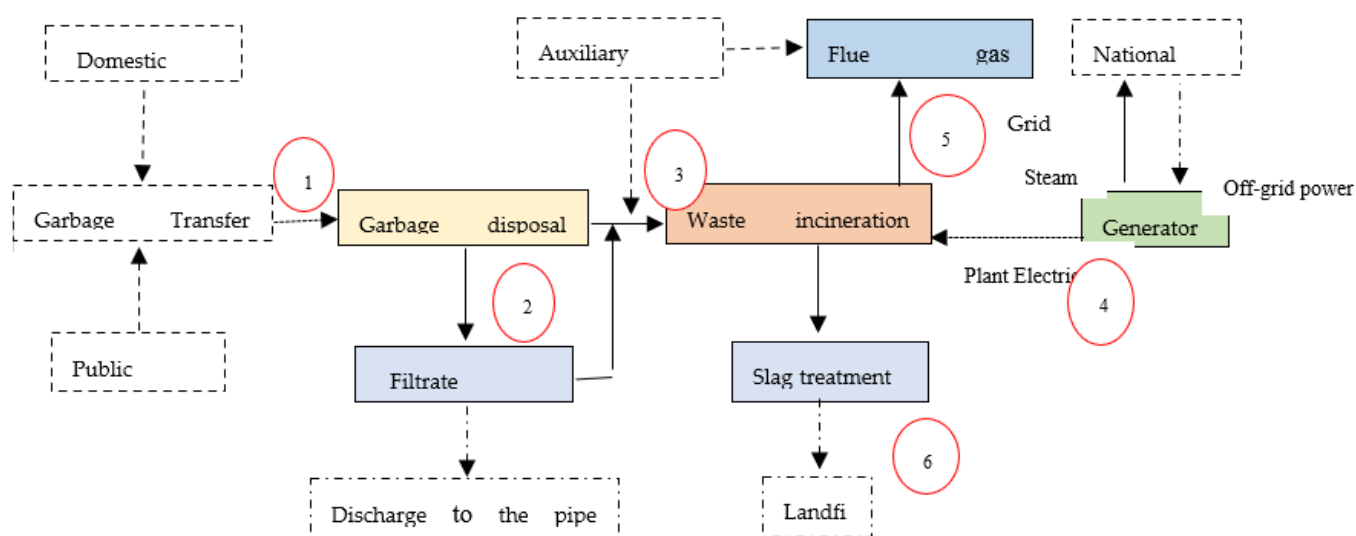 Domestic
Auxiliary
Flue gas
National
5
Grid
1
3
Steam
Off-grid power
Garbage Transfer
Garbage disposal
Waste incineration
Generator
Plant Electric
2
4
Public
Filtrate
Slag treatment
6
Discharge to the pipe
Landfi